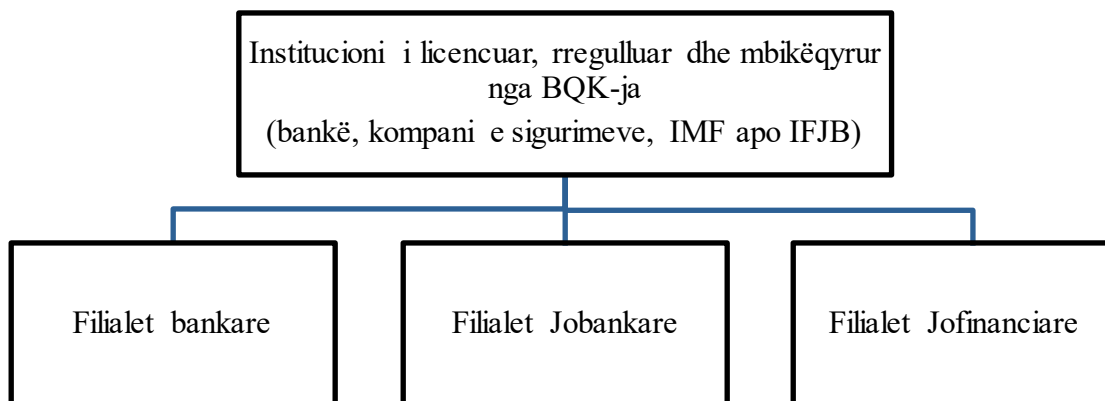 Institucioni i licencuar, rregulluar dhe mbikëqyrur
nga BQK-ja
(bankë, kompani e sigurimeve, IMF apo IFJB)
Filialet bankare
Filialet Jobankare
Filialet Jofinanciare